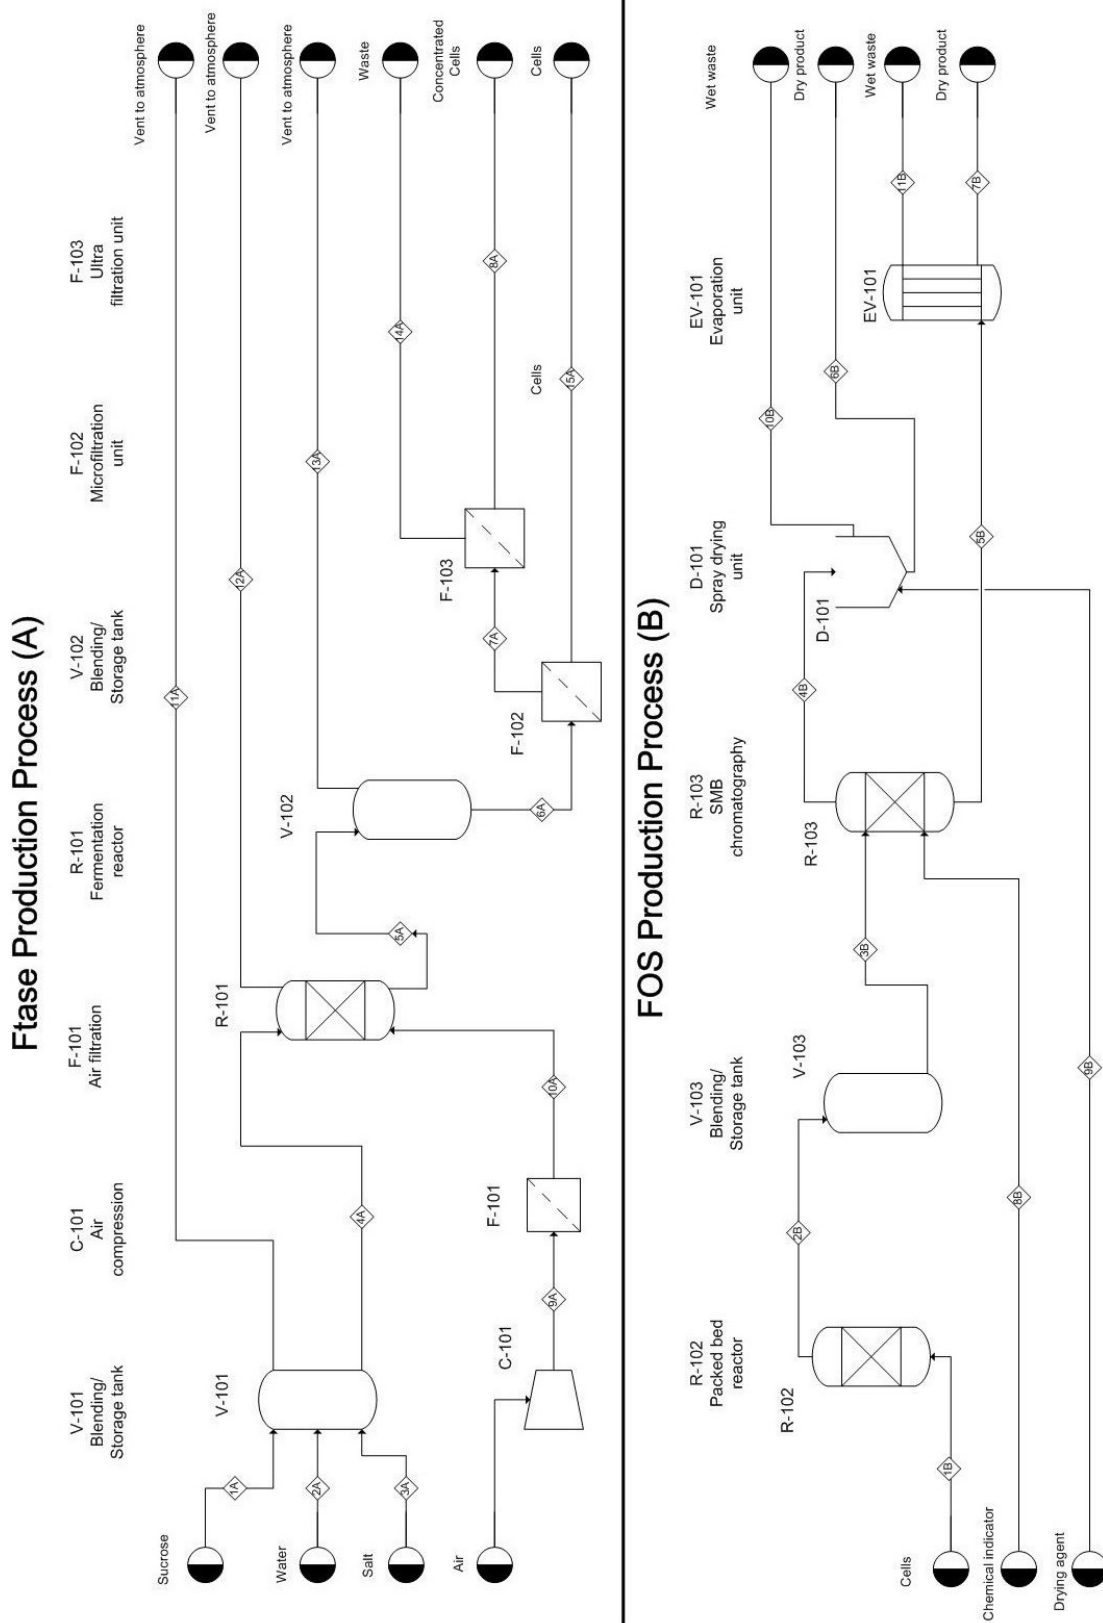 Ftase Production Process (A)
V-101
Blending/
Storage tank
C-101
Air
compression
F-101
Air filtration
R-101
Fermentation
reactor
V-102
Blending/
Storage tank
F-102
Microfiltration
unit
F-103
Ultra
filtration unit
Sucrose
Water
Salt
Air
1A
2A
3A
V-101
C-101
9A
F-101
4A
10A
R-101
5A
V-102
6A
F-102
7A
F-103
11A
12A
13A
14A
8A
15A
Cells
Vent to atmosphere
Vent to atmosphere
Vent to atmosphere
Waste
Concentrated
Cells
Cells
FOS Production Process (B)
R-102
Packed bed
reactor
V-103
Blending/
Storage tank
R-103
SMB
chromatography
D-101
Spray drying
unit
EV-101
Evaporation
unit
Cells
Chemical indicator
Drying agent
1B
R-102
2B
8B
V-103
9B
3B
R-103
4B
D-101
5B
10B
6B
EV-101
11B
7B
Wet waste
Dry product
Wet waste
Dry product